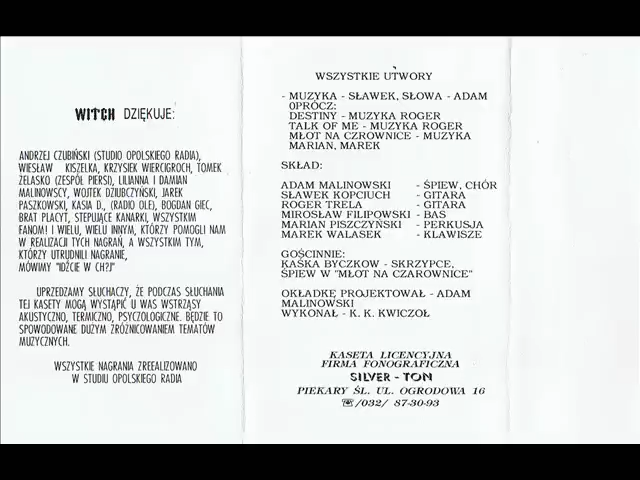 WITCH DZIĘKUJE:
ANDRZEJ CZUBIŃSKI (STUDIO OPOLSKIEGO RADIA),
WIESŁAW KISZELKA, KRZYSIEK WIERCIGROCH, TOMEK
ŻELASKO (ZESPÓŁ PIERSI), LILIANNA I DAMIAN
MALINOWSCY, WOJTEK DZIUBCZYŃSKI, JAREK
PASZKOWSKI, KASIA D., (RADIO OLE), BOGDAN GIEC,
BRAT PLACYT, STEPUJĄCE KANARKI, WSZYSTKIM
FANOM! I WIELU, WIELU INNYM, KTÓRZY POMOGLI NAM
W REALIZACJI TYCH NAGRAŃ, A WSZYSTKIM TYM,
KTÓRZY UTRUDNILI NAGRANIE,
MÓWIMY "IDŹCIE W CH?J"
UPRZEDZAMY SŁUCHACZY, ŻE PODCZAS SŁUCHANIA
TEJ KASETY MOGĄ WYSTĄPIĆ U WAS WSTRZĄSY
AKUSTYCZNO, TERMICZNO, PSYCHOLOGICZNE. BĘDZIE TO
SPOWODOWANE DUŻYM ZRÓŻNICOWANIEM TEMATÓW
MUZYCZNYCH.
WSZYSTKIE NAGRANIA ZREEALIZOWANO
W STUDIU OPOLSKIEGO RADIA
WSZYSTKIE UTWORY
- MUZYKA - SŁAWEK, SŁOWA - ADAM
OPRÓCZ:
DESTINY - MUZYKA ROGER
TALK OF ME - MUZYKA ROGER
MŁOT NA CZROWNICE - MUZYKA
MARIAN, MAREK
SKŁAD:
ADAM MALINOWSKI - ŚPIEW, CHÓR
SŁAWEK KOPCIUCH - GITARA
ROGER TRELA - GITARA
MIROSŁAW FILIPOWSKI - BAS
MARIAN PISZCZYŃSKI - PERKUSJA
MAREK WALASEK - KLAWISZE
GOŚCINNIE:
KAŚKA BYCZKOW - SKRZYPCE,
ŚPIEW W "MŁOT NA CZAROWNICE"
OKŁADKĘ PROJEKTOWAŁ - ADAM
MALINOWSKI
WYKONAŁ - K. K. KWICZOŁ
KASETA LICENCYJNA
FIRMA FONOGRAFICZNA
SILVER - TON
PIEKARY ŚL. UL. OGRODOWA 16
☏/032/ 87-30-93